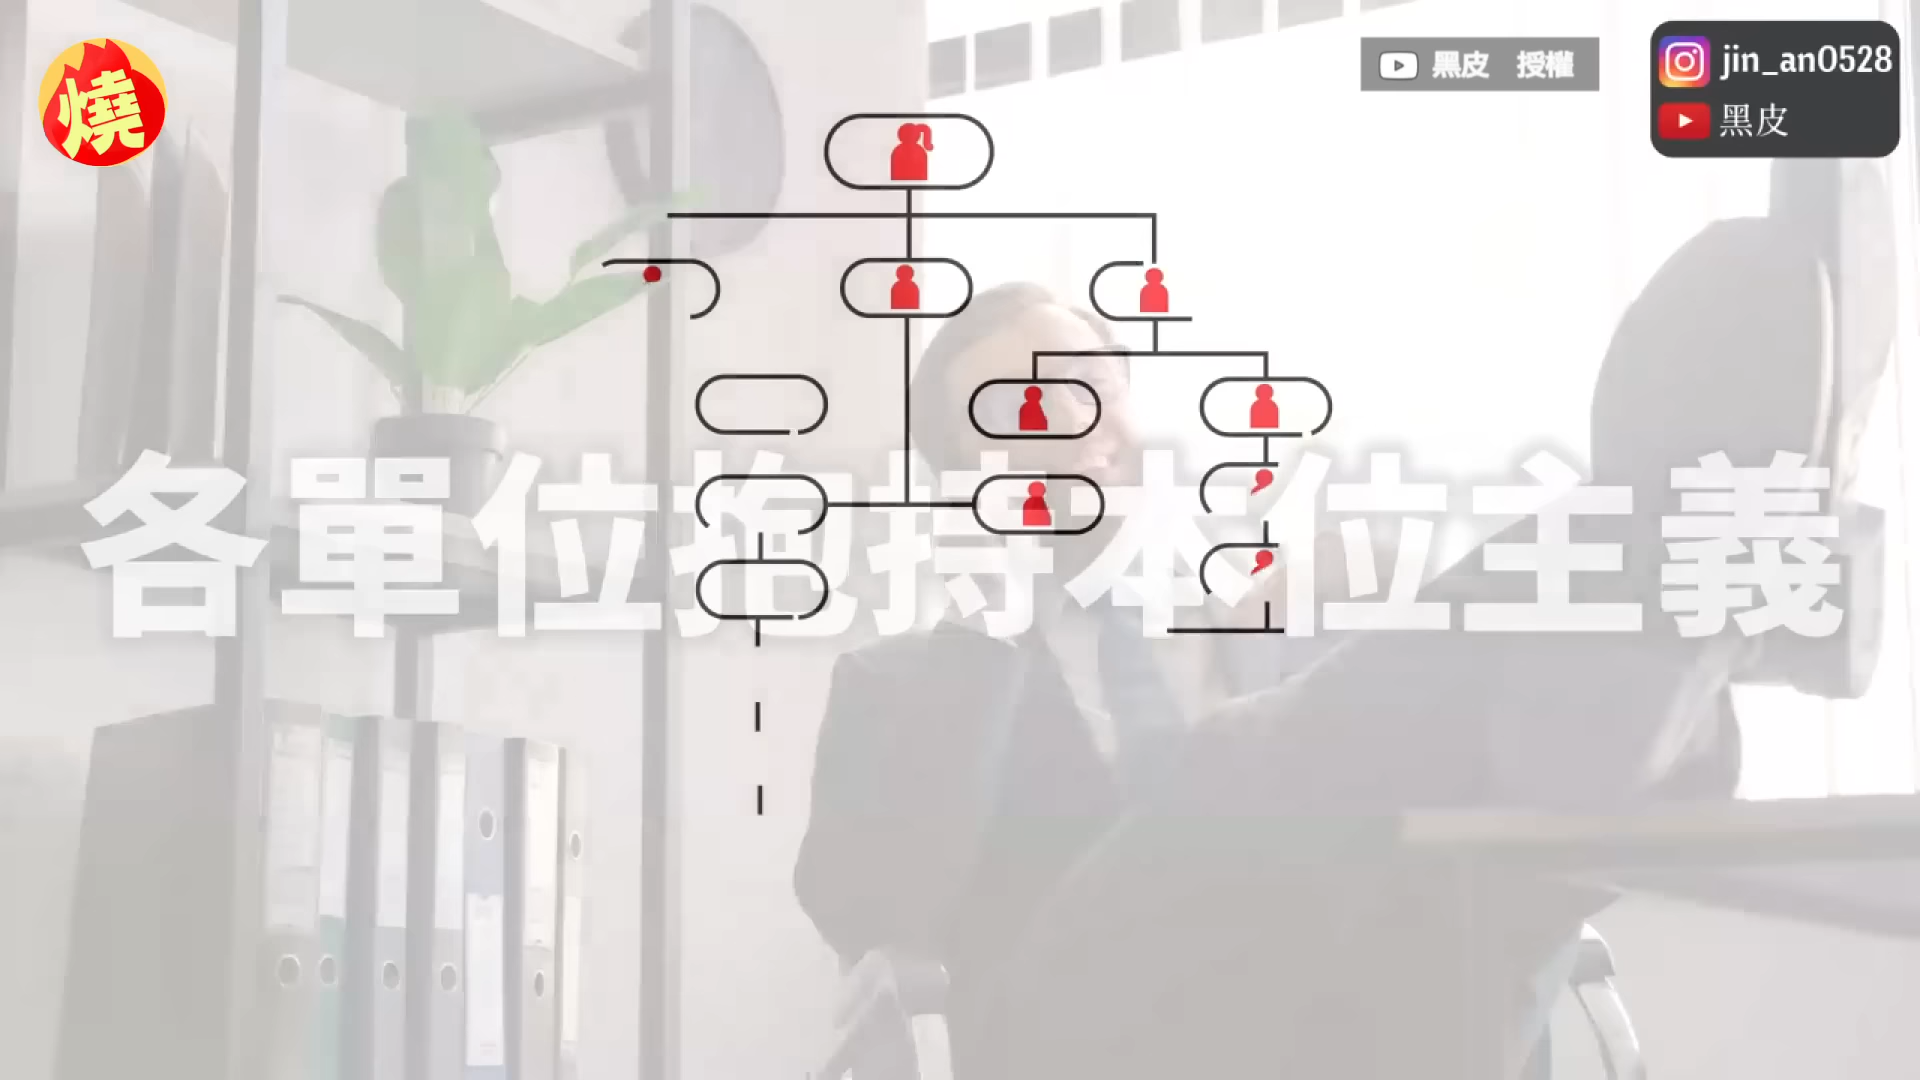 燒
黑皮 授權
jin_an0528
黑皮
各單位抱持本位主義